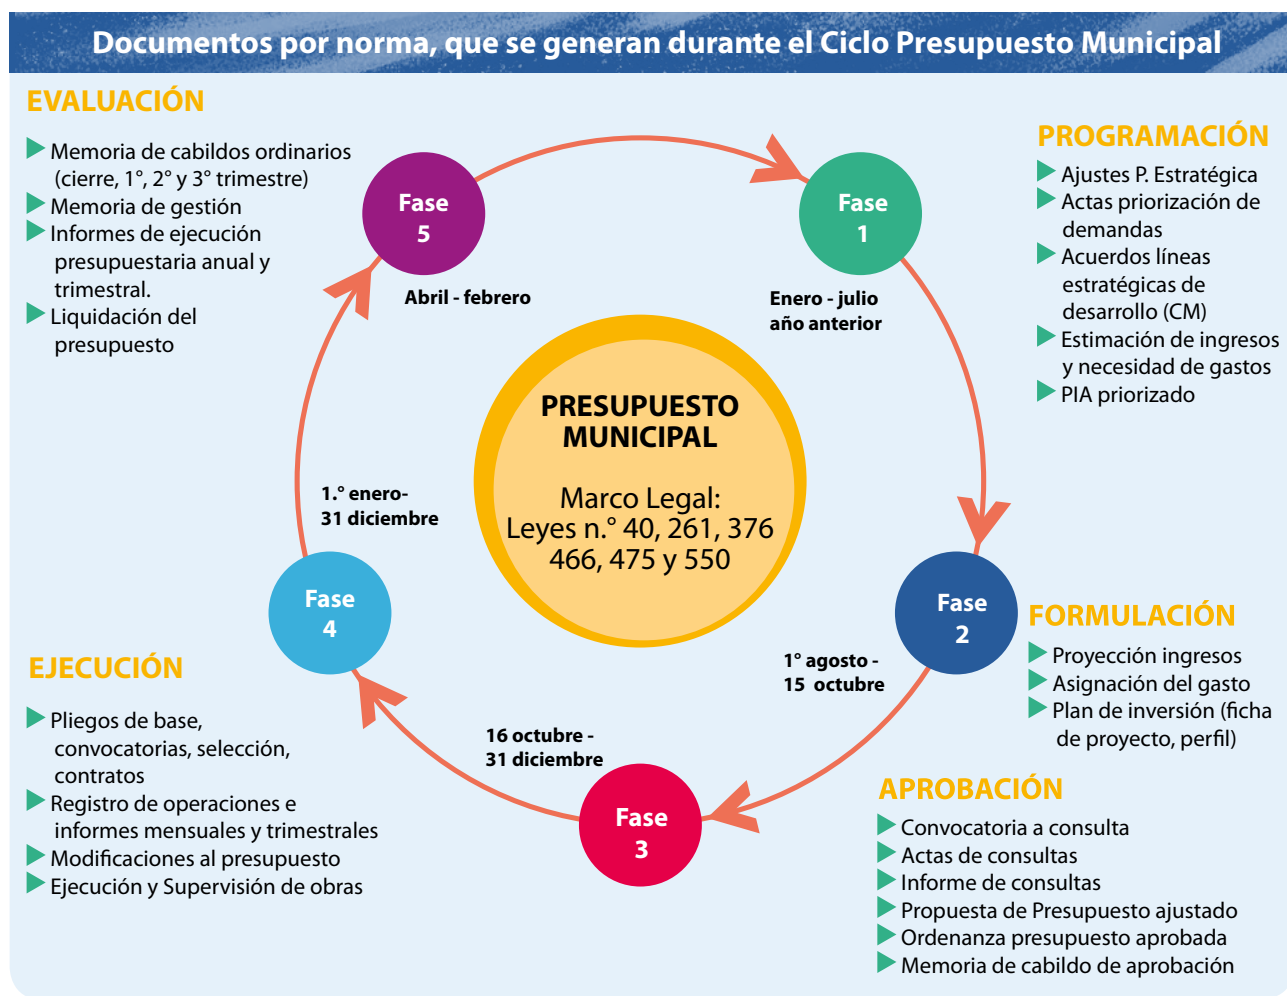 Documentos por norma, que se generan durante el Ciclo Presupuesto Municipal
EVALUACIÓN
Memoria de cabildos ordinarios
(cierre, 1°, 2° y 3° trimestre)
Memoria de gestión
Informes de ejecución
presupuestaria anual y
trimestral.
Liquidación del
presupuesto
Fase
5
Abril - febrero
Fase
1
Enero - julio
año anterior
PROGRAMACIÓN
Ajustes P. Estratégica
Actas priorización de
demandas
Acuerdos líneas
estratégicas de
desarrollo (CM)
Estimación de ingresos
y necesidad de gastos
PIA priorizado
PRESUPUESTO
MUNICIPAL
Marco Legal:
Leyes n.° 40, 261, 376
466, 475 y 550
1.° enero-
31 diciembre
Fase
4
Fase
2
1° agosto -
15 octubre
FORMULACIÓN
Proyección ingresos
Asignación del gasto
Plan de inversión (ficha
de proyecto, perfil)
EJECUCIÓN
Pliegos de base,
convocatorias, selección,
contratos
Registro de operaciones e
informes mensuales y trimestrales
Modificaciones al presupuesto
Ejecución y Supervisión de obras
16 octubre -
31 diciembre
Fase
3
APROBACIÓN
Convocatoria a consulta
Actas de consultas
Informe de consultas
Propuesta de Presupuesto ajustado
Ordenanza presupuesto aprobada
Memoria de cabildo de aprobación